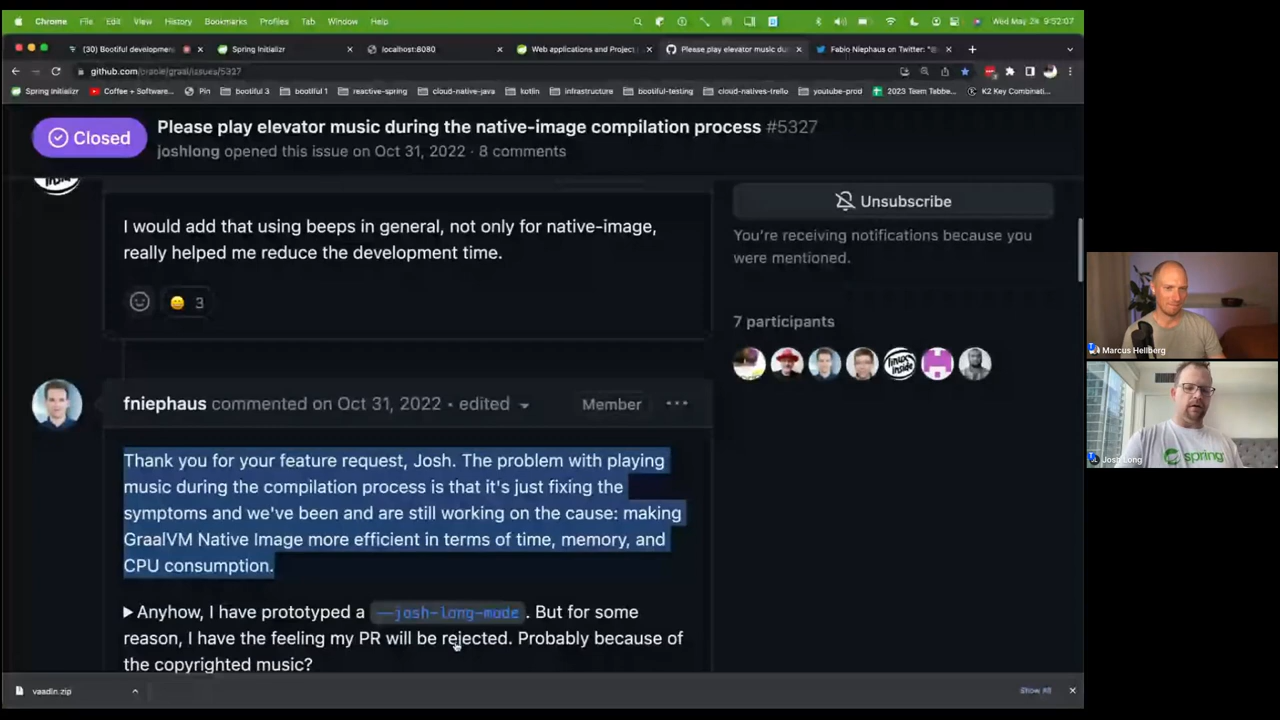 Chrome File Edit View History Bookmarks Profiles Tab Window Help Wed May 24 9:52:07
(30) Bootiful developmen Spring Initializr localhost:8080 Web applications and Project Please play elevator music du Fabio Niephaus on Twitter: "@
github.com/oracle/graal/issues/5327
Spring Initializr Coffee + Software... Pin bootiful 3 bootiful 1 reactive-spring cloud-native-java kotlin infrastructure bootiful-testing cloud-natives-trello youtube-prod 2023 Team Tabbe... K2 Key Combinati...
Closed
Please play elevator music during the native-image compilation process #5327
joshlong opened this issue on Oct 31, 2022 · 8 comments
I would add that using beeps in general, not only for native-image,
really helped me reduce the development time.
3
Unsubscribe
You're receiving notifications because you
were mentioned.
7 participants
linux
inside
fniephaus commented on Oct 31, 2022 • edited Member
Thank you for your feature request, Josh. The problem with playing
music during the compilation process is that it's just fixing the
symptoms and we've been and are still working on the cause: making
GraalVM Native Image more efficient in terms of time, memory, and
CPU consumption.
Anyhow, I have prototyped a --josh-long-mode. But for some
reason, I have the feeling my PR will be rejected. Probably because of
the copyrighted music?
vaadin.zip
Show All
Marcus Hellberg
spring
Josh Long